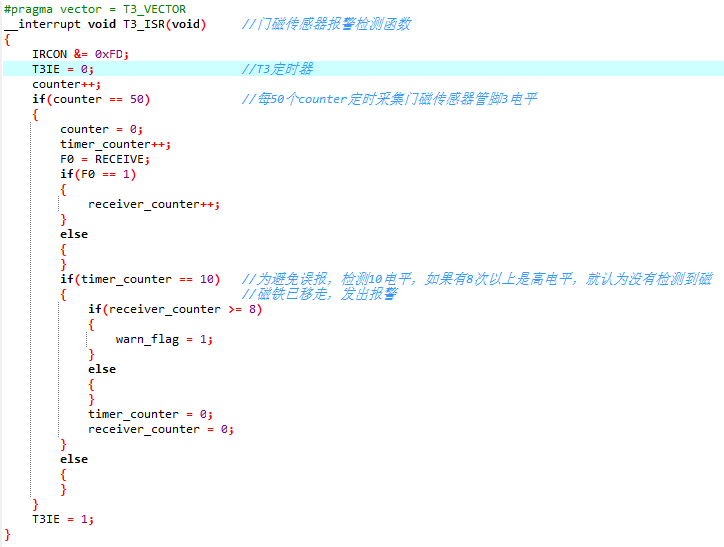 #pragma vector = T3_VECTOR
__interrupt void T3_ISR(void)     //门磁传感器报警检测函数
{
    IRCON &= 0xFD;
    T3IE = 0;                     //T3定时器
    counter++;
    if(counter == 50)             //每50个counter定时采集门磁传感器管脚3电平
    {
        counter = 0;
        timer_counter++;
        F0 = RECEIVE;
        if(F0 == 1)
        {
            receiver_counter++;
        }
        else
        {
        }
        if(timer_counter == 10)   //为避免误报，检测10电平，如果有8次以上是高电平，就认为没有检测到磁
        {                         //磁铁已移走，发出报警
            if(receiver_counter >= 8)
            {
                warn_flag = 1;
            }
            else
            {
            }
            timer_counter = 0;
            receiver_counter = 0;
        }
        else
        {
        }
    }
    T3IE = 1;
}